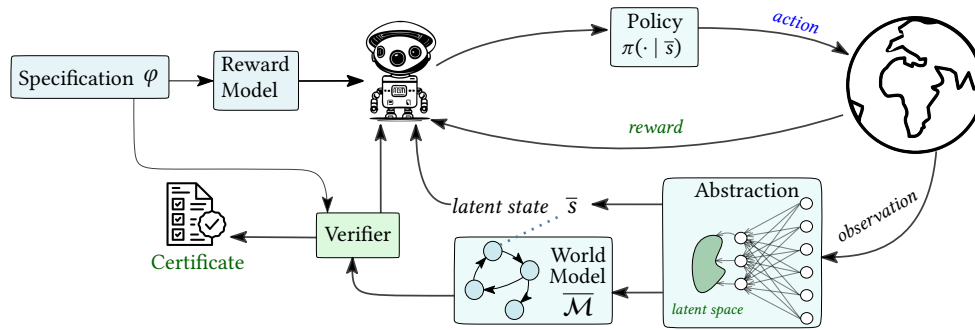 Policy
π(· | s̅)
action
Specification φ
Reward
Model
reward
Abstraction
latent state s̅
observation
Verifier
World
Model
M̅
Certificate
latent space